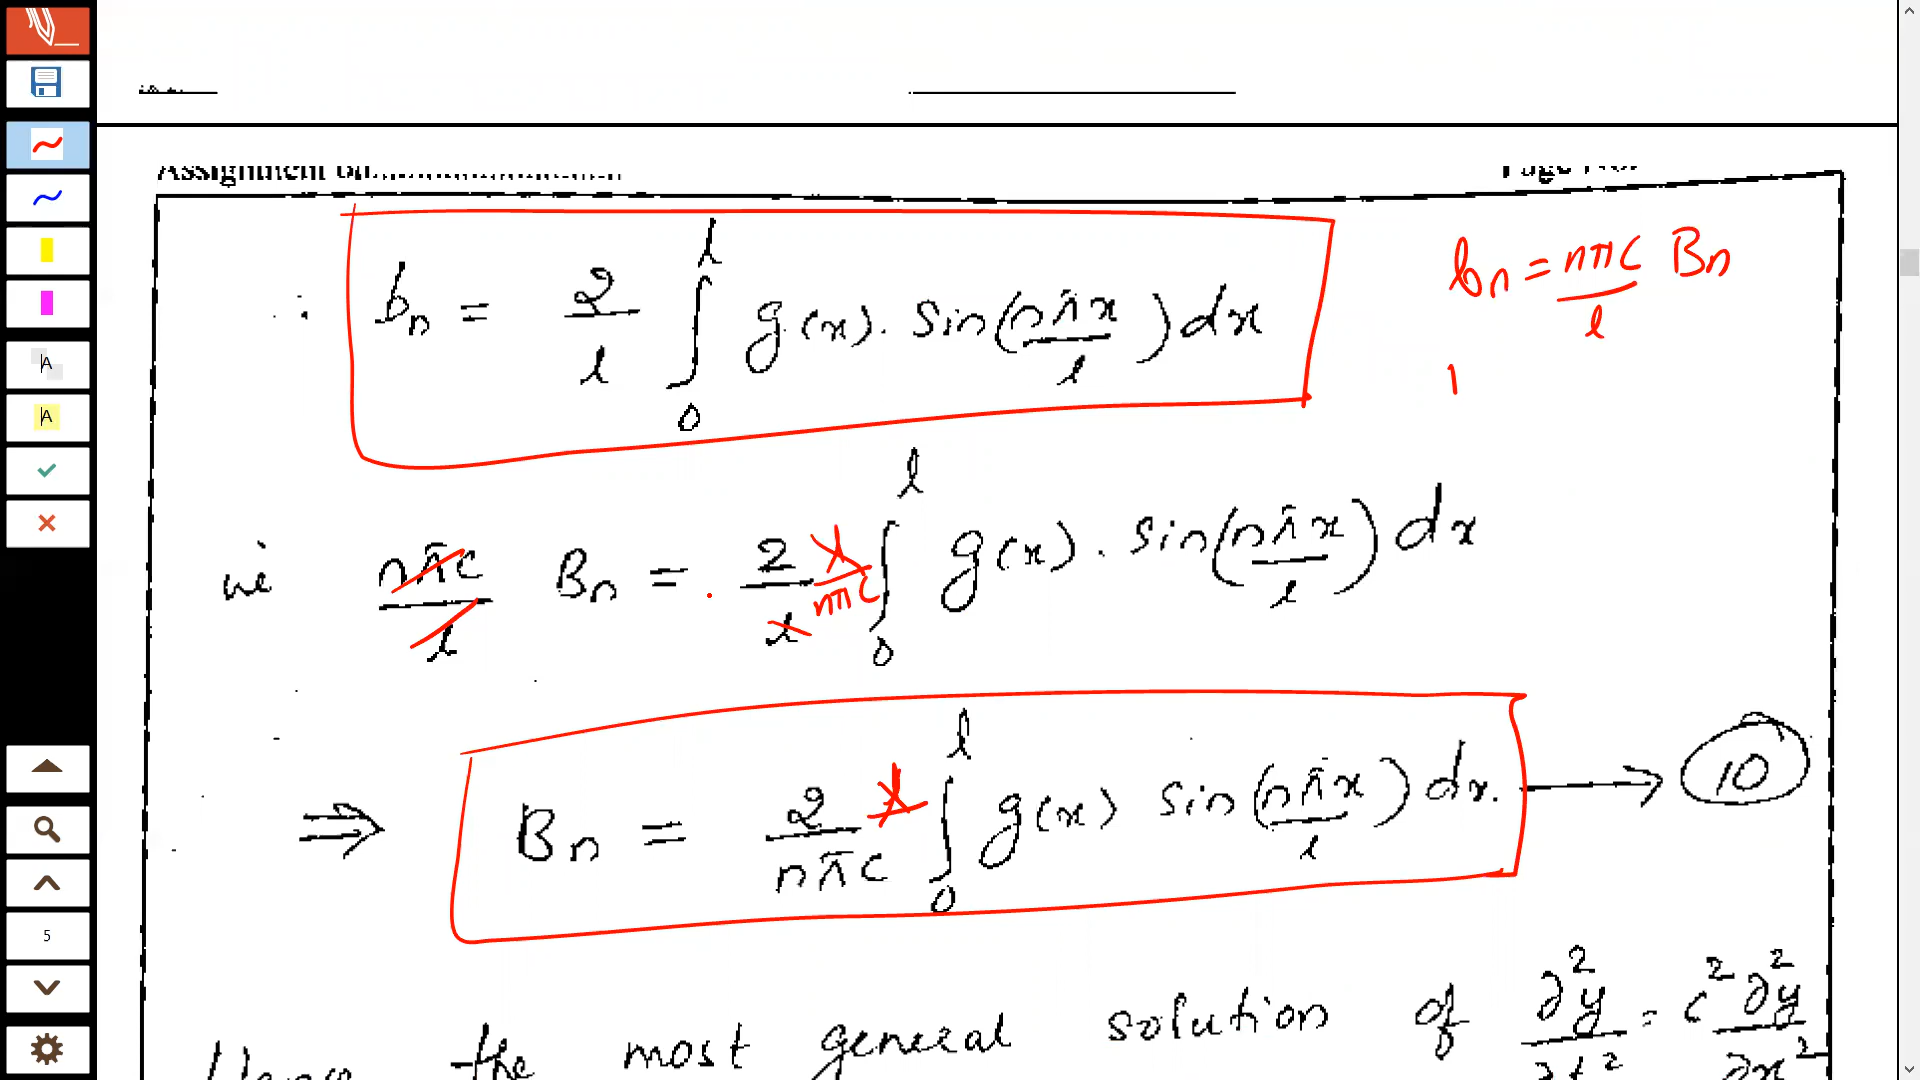 Assignment on
∴ bn = 2/l ∫₀ˡ g(x). sin(nπx/l) dx
bn = nπc/l Bn
ie nπc/l Bn = 2/l l/nπc ∫₀ˡ g(x). sin(nπx/l) dx
⇒ Bn = 2/nπc l ∫₀ˡ g(x) sin(nπx/l) dx. → 10
Hence the most general solution of ∂²y/∂t² = c² ∂²y/∂x²
A
A
5